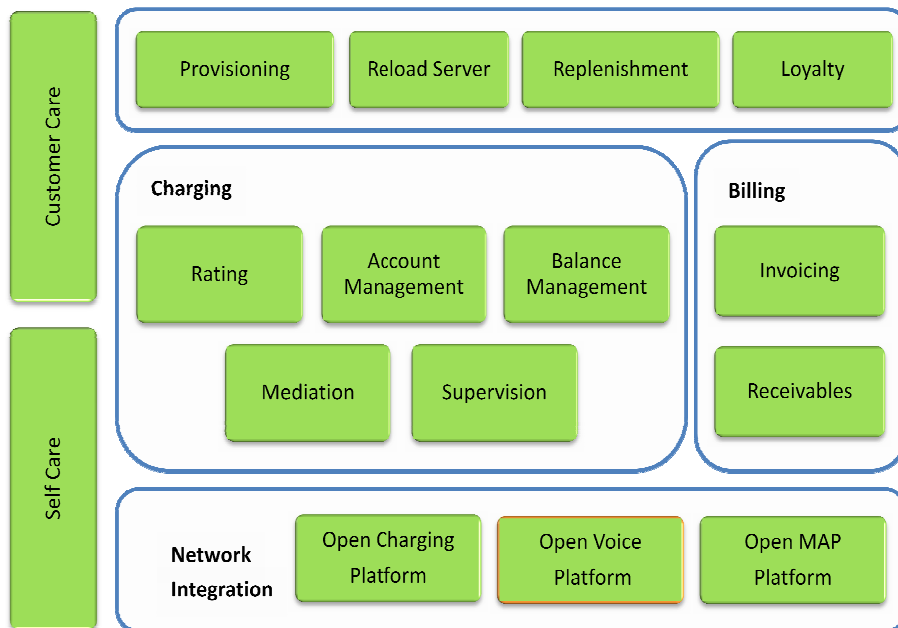 Customer Care
Provisioning
Reload Server
Replenishment
Loyalty
Charging
Rating
Account
Management
Balance
Management
Mediation
Supervision
Billing
Invoicing
Receivables
Self Care
Network
Integration
Open Charging
Platform
Open Voice
Platform
Open MAP
Platform